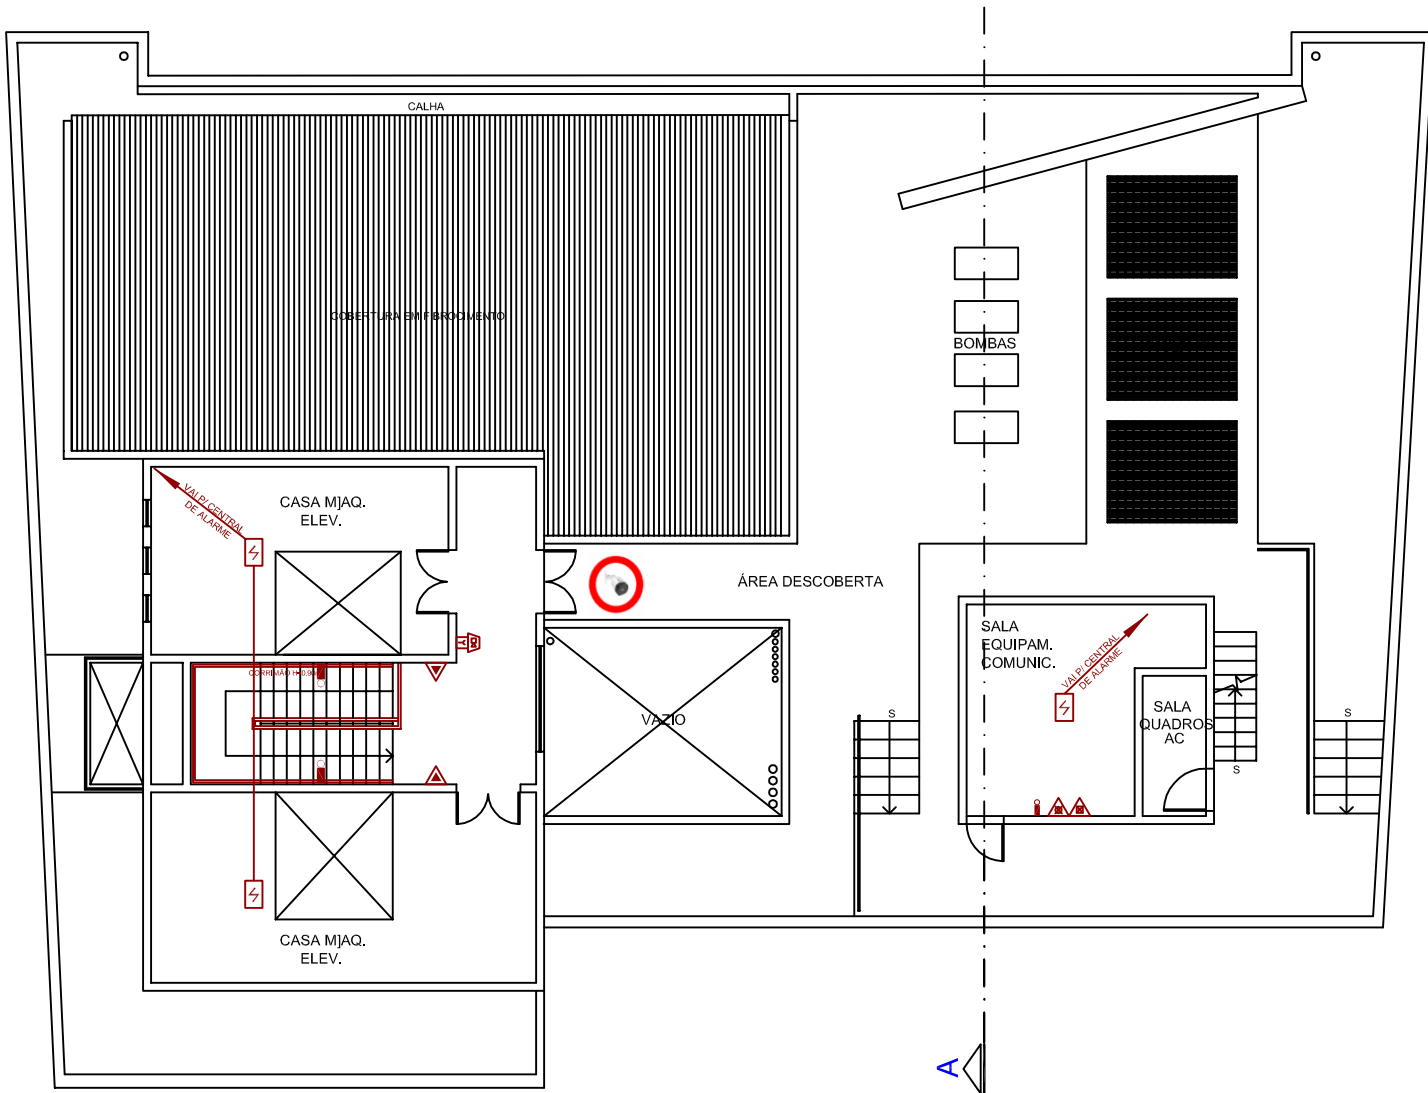 CALHA
COBERTURA EM FIBROCIMENTO
BOMBAS
CASA M]AQ.
ELEV.
VAI P/ CENTRAL
DE ALARME
ÁREA DESCOBERTA
SALA
EQUIPAM.
COMUNIC.
VAI P/ CENTRAL
DE ALARME
CORRIMÃO
SALA
QUADROS
AC
VAZIO
S
S
S
CASA M]AQ.
ELEV.
A